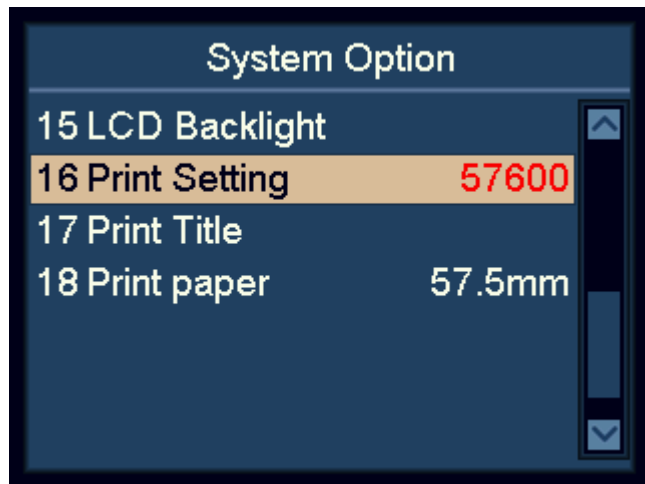 System Option
15 LCD Backlight
16 Print Setting 57600
17 Print Title
18 Print paper 57.5mm